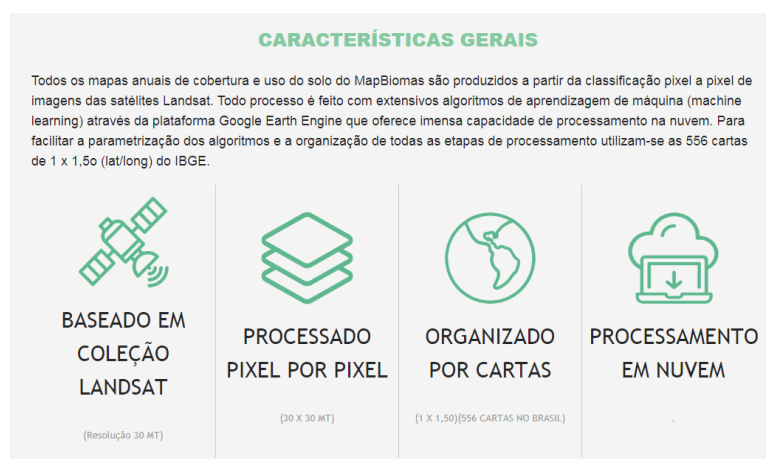 CARACTERÍSTICAS GERAIS
Todos os mapas anuais de cobertura e uso do solo do MapBiomas são produzidos a partir da classificação pixel a pixel de
imagens das satélites Landsat. Todo processo é feito com extensivos algoritmos de aprendizagem de máquina (machine
learning) através da plataforma Google Earth Engine que oferece imensa capacidade de processamento na nuvem. Para
facilitar a parametrização dos algoritmos e a organização de todas as etapas de processamento utilizam-se as 556 cartas
de 1 x 1,5o (lat/long) do IBGE.
BASEADO EM
COLEÇÃO
LANDSAT
(Resolução 30 MT)
PROCESSADO
PIXEL POR PIXEL
(30 X 30 MT)
ORGANIZADO
POR CARTAS
(1 X 1,50)(556 CARTAS NO BRASIL)
PROCESSAMENTO
EM NUVEM
.